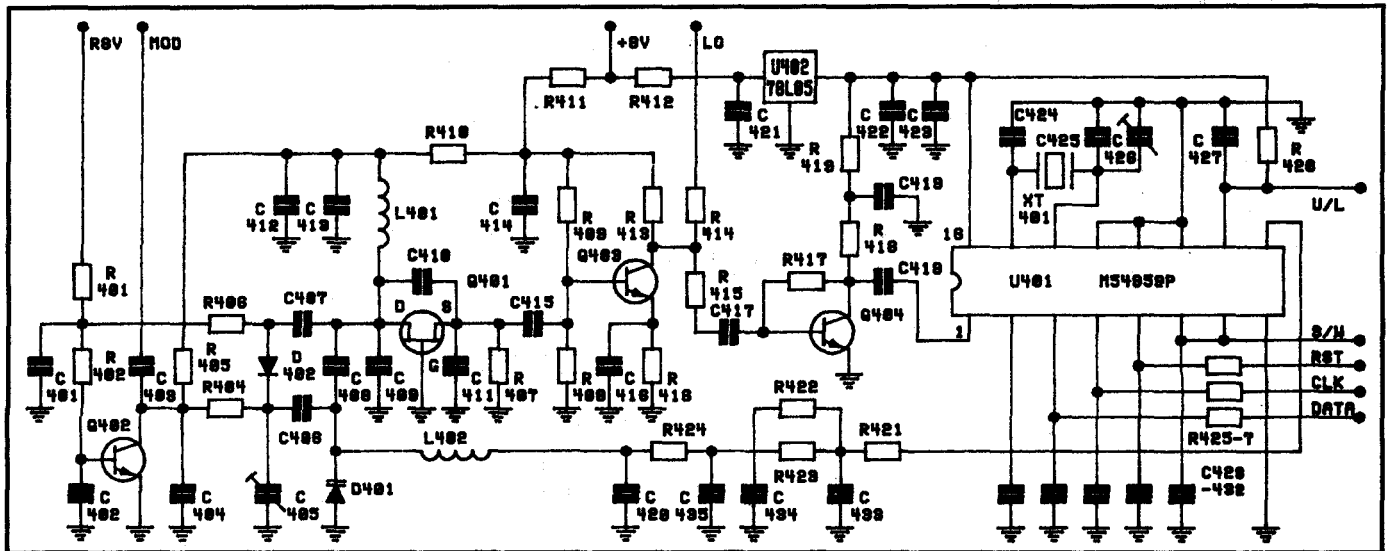 R8V
MOD
+8V
LO
R411
R412
U402
78L05
C
421
C
422
C
423
C424
C425
C
426
C
427
R
420
R410
R
419
C419
XT
401
U/L
C
412
C
413
L401
C
414
R
409
R
413
R
414
R
418
16
C410
Q401
Q403
R417
C418
U401
M54959P
R
401
R406
C407
D
S
C415
R
415
C417
Q404
1
C
401
R
402
C
403
R
405
D
402
C
408
C
409
G
C
411
R
407
R
408
C
416
R
416
S/W
RST
CLK
DATA
R404
R422
Q402
C406
L402
R424
R421
R425-7
R423
C428
-432
C
402
C
404
C
405
D401
C
420
C
435
C
434
C
433